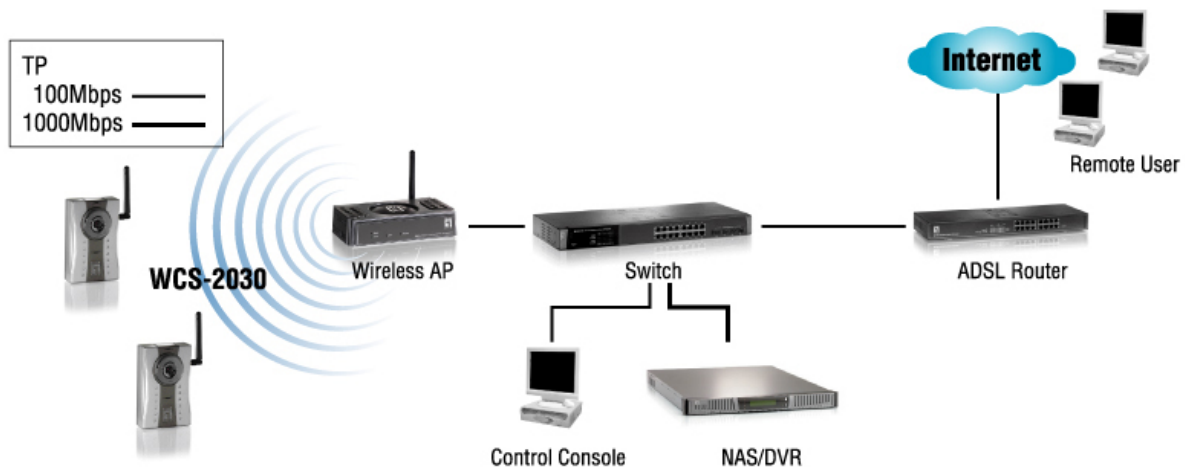 TP
100Mbps
1000Mbps
Internet
Remote User
WCS-2030
Wireless AP
Switch
ADSL Router
Control Console
NAS/DVR